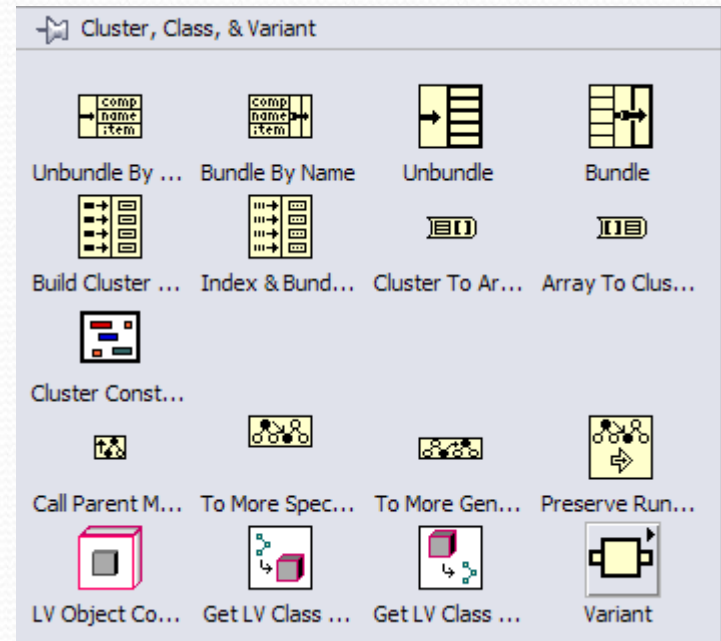 Cluster, Class, & Variant
comp
name
item
comp
name
item
Unbundle By ... Bundle By Name Unbundle Bundle
Build Cluster ... Index & Bund... Cluster To Ar... Array To Clus...
Cluster Const...
Call Parent M... To More Spec... To More Gen... Preserve Run...
LV Object Co... Get LV Class ... Get LV Class ... Variant